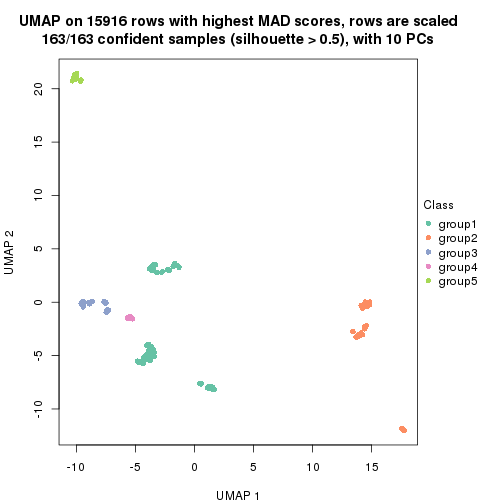 UMAP on 15916 rows with highest MAD scores, rows are scaled
163/163 confident samples (silhouette > 0.5), with 10 PCs
20
15
10
5
0
-5
-10
UMAP 2
-10
-5
0
5
10
15
UMAP 1
Class
group1
group2
group3
group4
group5